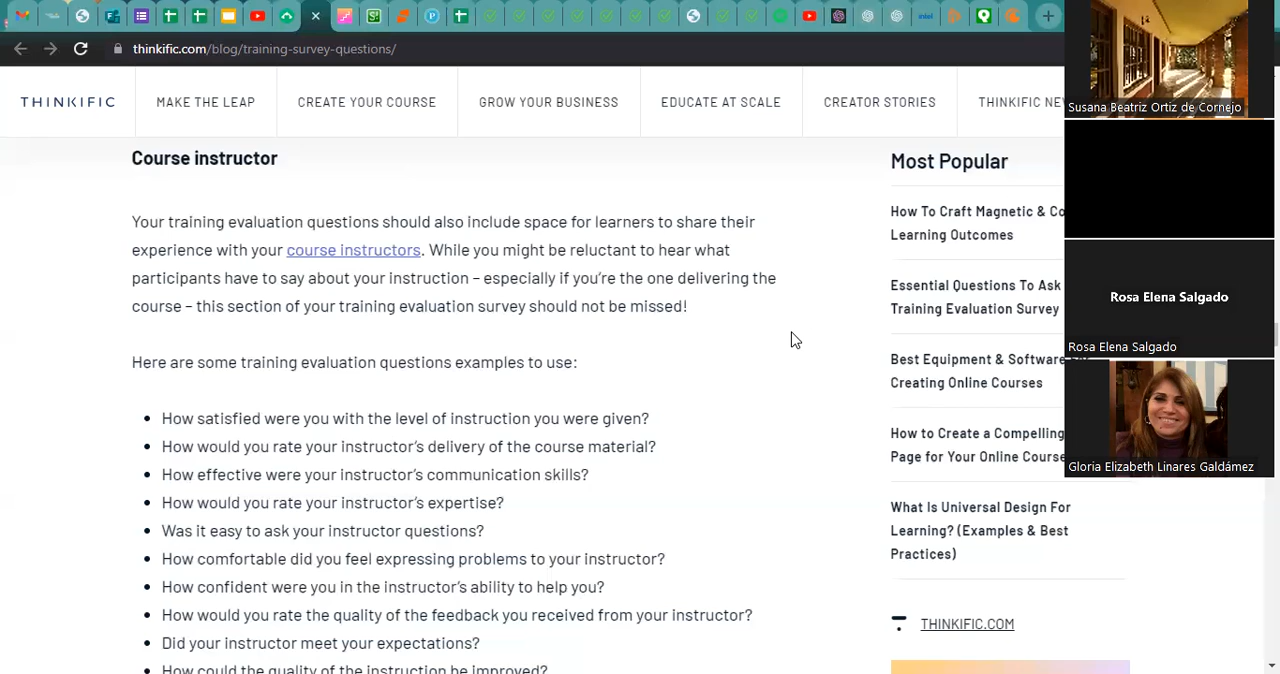 thinkific.com/blog/training-survey-questions/
THINKIFIC
MAKE THE LEAP
CREATE YOUR COURSE
GROW YOUR BUSINESS
EDUCATE AT SCALE
CREATOR STORIES
THINKIFIC
Course instructor
Your training evaluation questions should also include space for learners to share their
experience with your course instructors. While you might be reluctant to hear what
participants have to say about your instruction – especially if you're the one delivering the
course – this section of your training evaluation survey should not be missed!
Here are some training evaluation questions examples to use:
How satisfied were you with the level of instruction you were given?
How would you rate your instructor's delivery of the course material?
How effective were your instructor's communication skills?
How would you rate your instructor's expertise?
Was it easy to ask your instructor questions?
How comfortable did you feel expressing problems to your instructor?
How confident were you in the instructor's ability to help you?
How would you rate the quality of the feedback you received from your instructor?
Did your instructor meet your expectations?
How could the quality of the instruction be improved?
Most Popular
How To Craft Magnetic &
Learning Outcomes
Essential Questions To Ask
Training Evaluation Survey
Best Equipment & Software
Creating Online Courses
How to Create a Compelling
Page for Your Online Course
What Is Universal Design For
Learning? (Examples & Best
Practices)
THINKIFIC.COM
Susana Beatriz Ortiz de Cornejo
Rosa Elena Salgado
Rosa Elena Salgado
Gloria Elizabeth Linares Galdámez